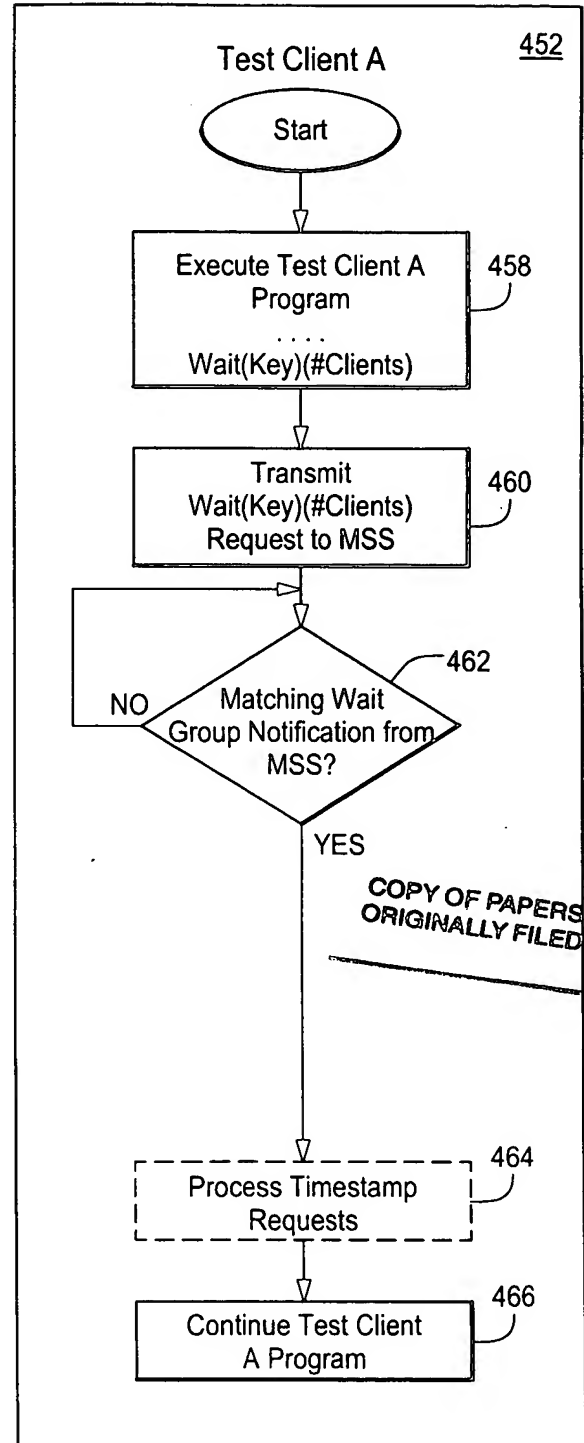 452
Test Client A
Start
Execute Test Client A
Program
. . . .
Wait(Key)(#Clients)
458
Transmit
Wait(Key)(#Clients)
Request to MSS
460
462
Matching Wait
Group Notification from
MSS?
NO
YES
COPY OF PAPERS
ORIGINALLY FILED
464
Process Timestamp
Requests
466
Continue Test Client
A Program